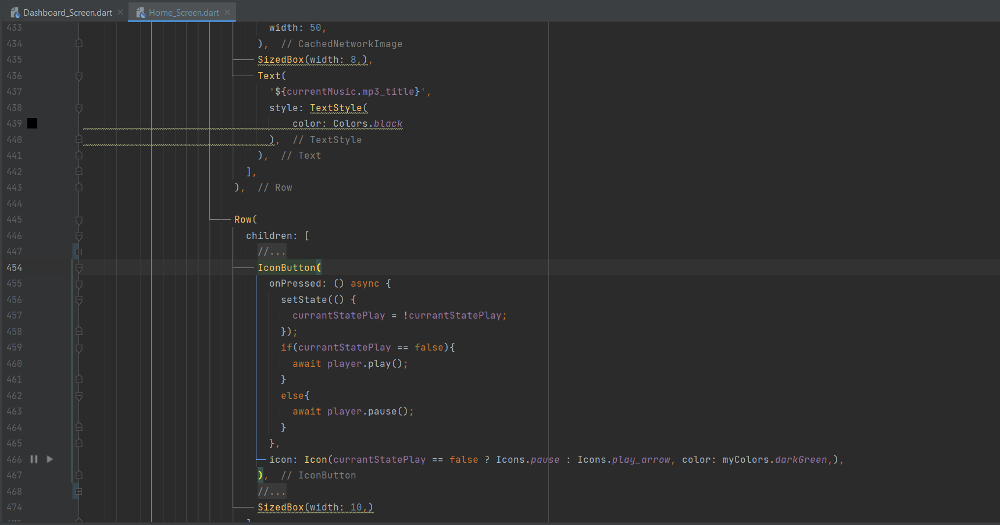 Dashboard_Screen.dart Home_Screen.dart
433 width: 50,
434 ), // CachedNetworkImage
435 SizedBox(width: 8,),
436 Text(
437 '${currentMusic.mp3_title}',
438 style: TextStyle(
439 color: Colors.black
440 ), // TextStyle
441 ), // Text
442 ],
443 ), // Row
444
445 Row(
446 children: [
447 //...
454 IconButton(
455 onPressed: () async {
456 setState(() {
457 currantStatePlay = !currantStatePlay;
458 });
459 if(currantStatePlay == false){
460 await player.play();
461 }
462 else{
463 await player.pause();
464 }
465 },
466 icon: Icon(currantStatePlay == false ? Icons.pause : Icons.play_arrow, color: myColors.darkGreen,),
467 ), // IconButton
468 //...
474 SizedBox(width: 10,)